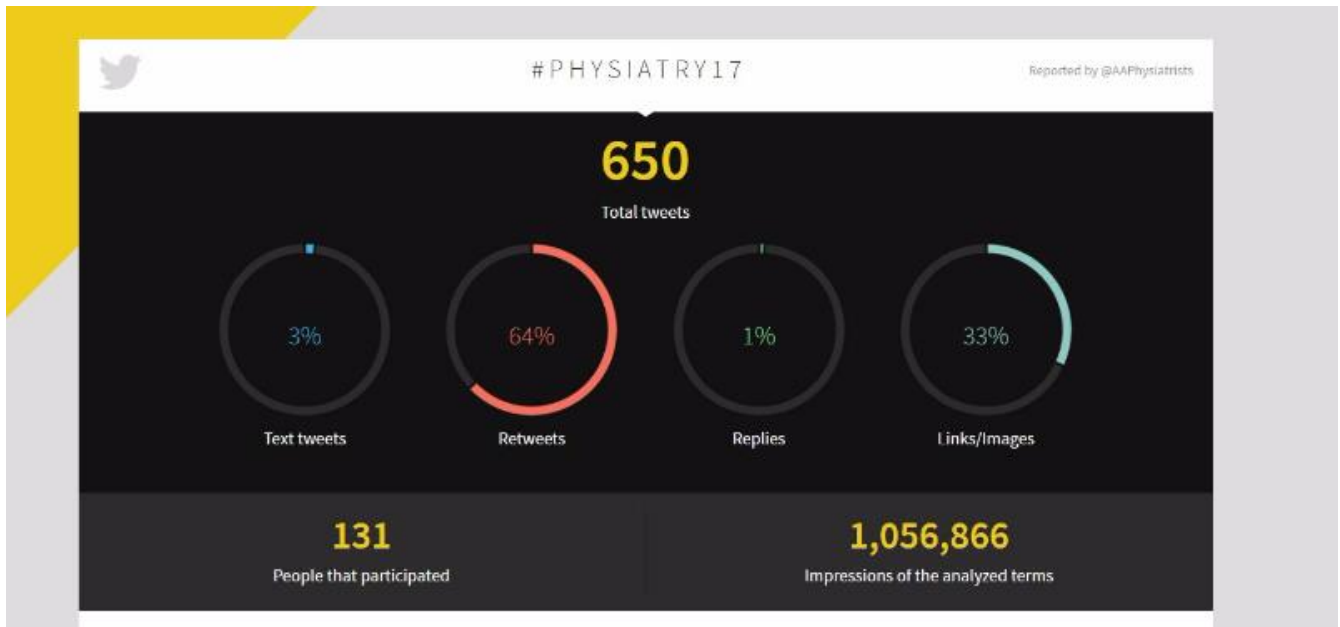 #PHYSIATRY17
Reported by @AAPhysiatrists
650
Total tweets
3%
64%
1%
33%
Text tweets
Retweets
Replies
Links/Images
131
1,056,866
People that participated
Impressions of the analyzed terms